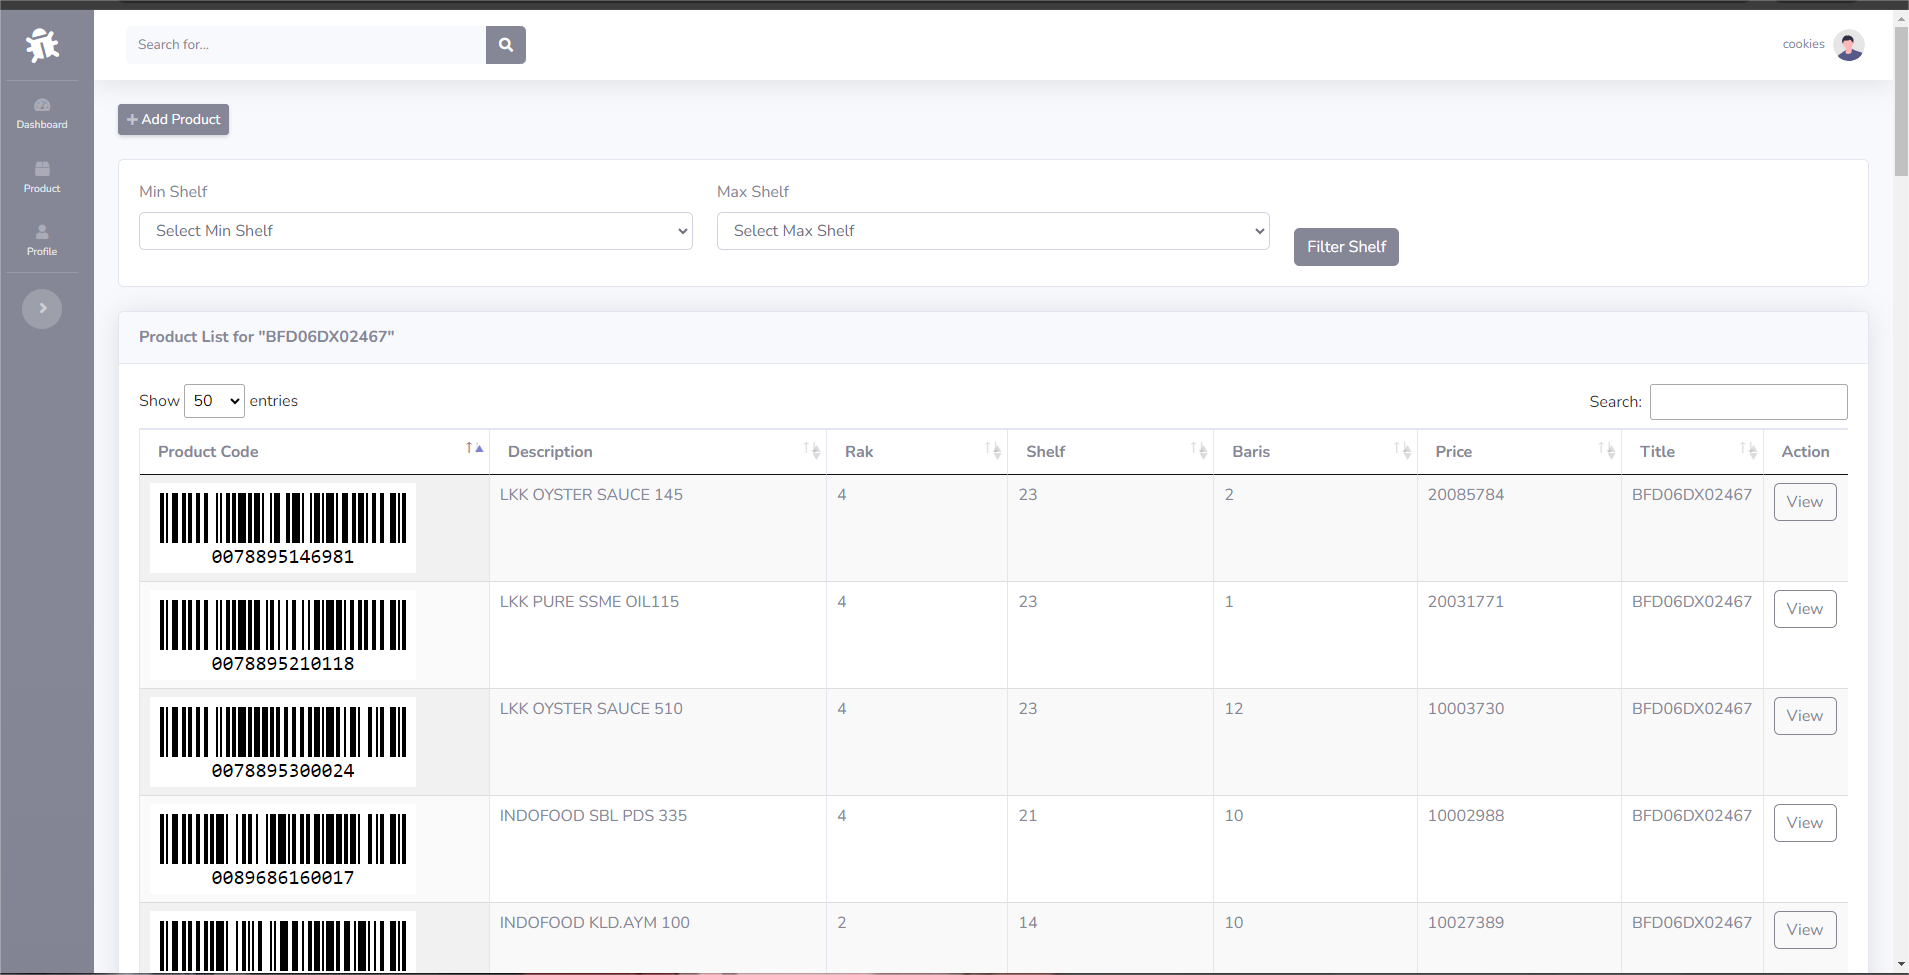 Search for...
cookies
Dashboard
Product
Profile
Add Product
Min Shelf
Max Shelf
Select Min Shelf
Select Max Shelf
Filter Shelf
Product List for "BFD06DX02467"
Show 50 entries
Search:
Product Code Description Rak Shelf Baris Price Title Action
LKK OYSTER SAUCE 145 4 23 2 20085784 BFD06DX02467 View
0078895146981
LKK PURE SSME OIL115 4 23 1 20031771 BFD06DX02467 View
0078895210118
LKK OYSTER SAUCE 510 4 23 12 10003730 BFD06DX02467 View
0078895300024
INDOFOOD SBL PDS 335 4 21 10 10002988 BFD06DX02467 View
0089686160017
INDOFOOD KLD.AYM 100 2 14 10 10027389 BFD06DX02467 View